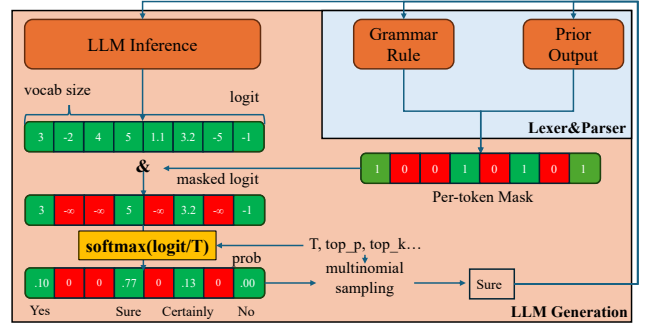 LLM Inference
Grammar
Rule
Prior
Output
vocab size
logit
3 -2 4 5 1.1 3.2 -5 -1
Lexer&Parser
&
masked logit
1 0 0 1 0 1 0 1
Per-token Mask
3 -∞ -∞ 5 -∞ 3.2 -∞ -1
softmax(logit/T)
T, top_p, top_k…
prob
multinomial
sampling
.10 0 0 .77 0 .13 0 .00
Sure
Yes Sure Certainly No
LLM Generation